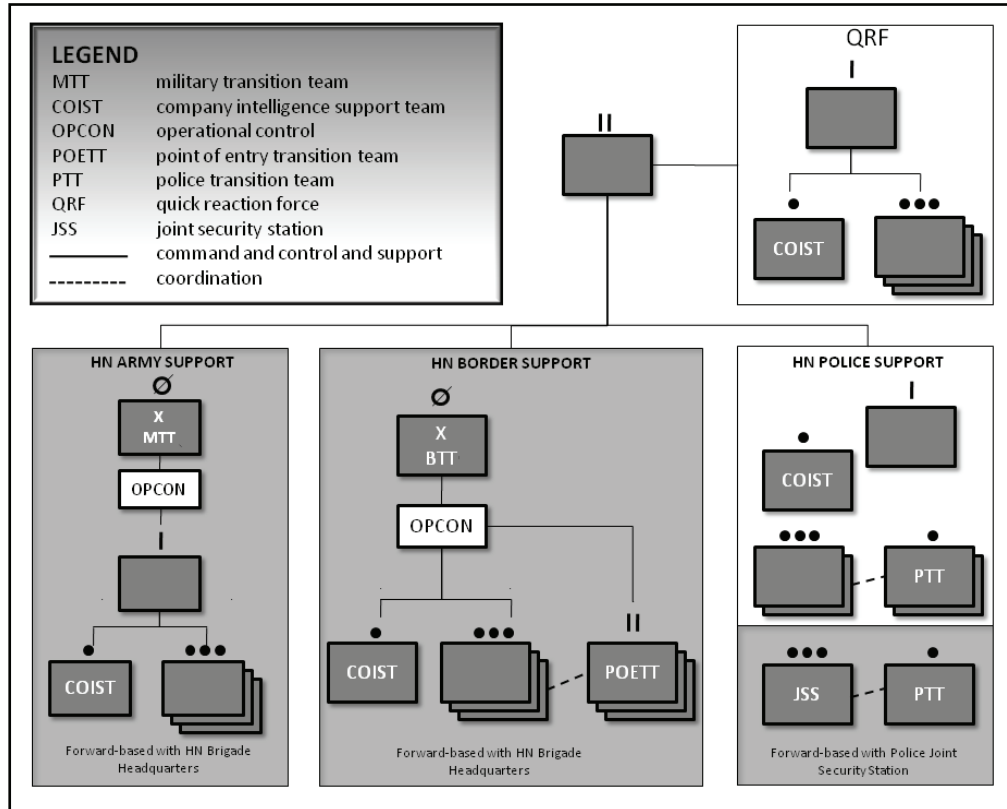 LEGEND
MTT military transition team
COIST company intelligence support team
OPCON operational control
POETT point of entry transition team
PTT police transition team
QRF quick reaction force
JSS joint security station
command and control and support
coordination
QRF
I
II
COIST
HN ARMY SUPPORT
Ø
X
MTT
OPCON
I
COIST
Forward-based with HN Brigade
Headquarters
HN BORDER SUPPORT
Ø
X
BTT
OPCON
II
COIST
POETT
Forward-based with HN Brigade
Headquarters
HN POLICE SUPPORT
I
COIST
PTT
JSS
PTT
Forward-based with Police Joint
Security Station